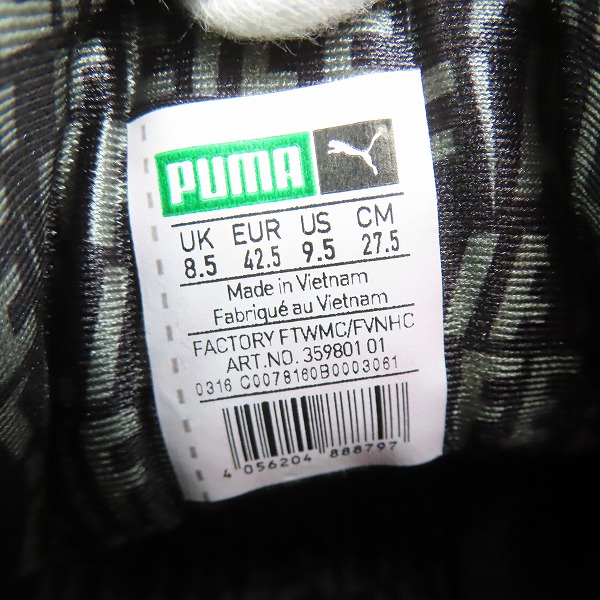 PUMA
UK EUR US CM
8.5 42.5 9.5 27.5
Made in Vietnam
Fabriqué au Vietnam
FACTORY FTWMC/FVNHC
ART.NO. 359801 01
0316 C0078160B0003061
4 056204 888797